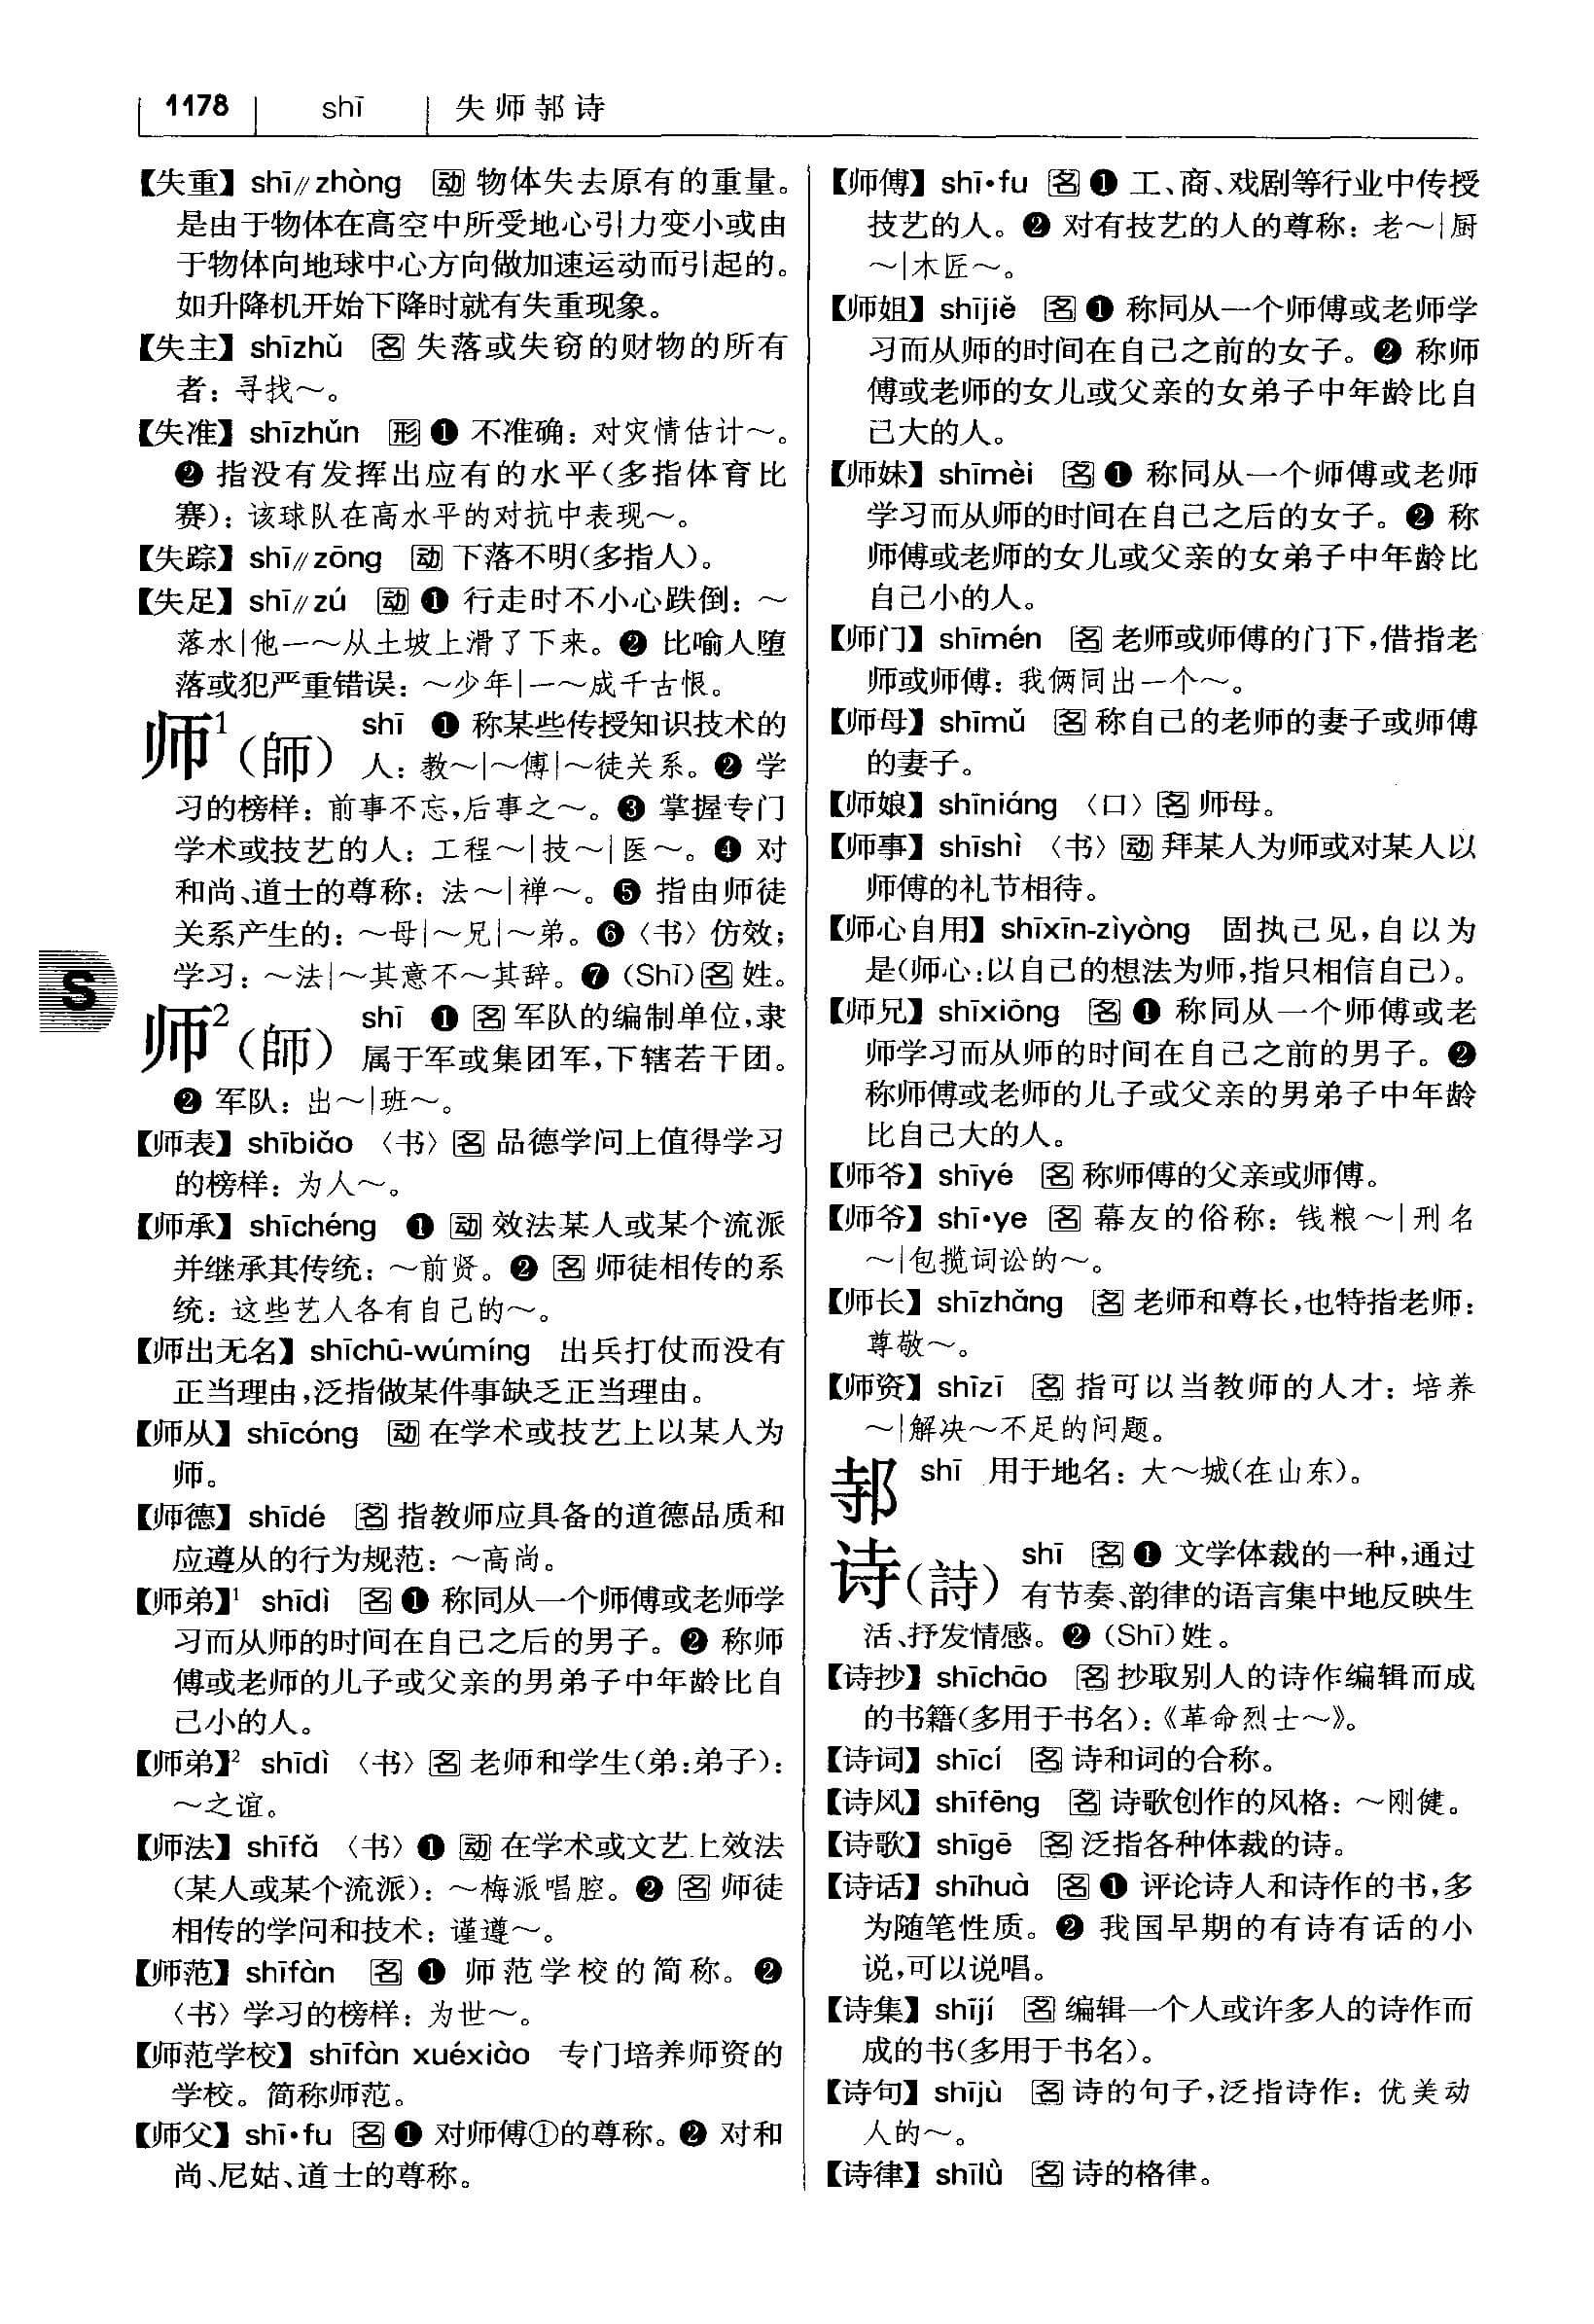 1178 shī 失师邿诗
【失重】 shī∥zhòng 动 物体失去原有的重量。
是由于物体在高空中所受地心引力变小或由
于物体向地球中心方向做加速运动而引起的。
如升降机开始下降时就有失重现象。
【失主】 shīzhǔ 名 失落或失窃的财物的所有
者：寻找～。
【失准】 shīzhǔn 形 ❶ 不准确：对灾情估计～。
❷ 指没有发挥出应有的水平(多指体育比
赛)：该球队在高水平的对抗中表现～。
【失踪】 shī∥zōng 动 下落不明(多指人)。
【失足】 shī∥zú 动 ❶ 行走时不小心跌倒：～
落水|他一～从土坡上滑了下来。❷ 比喻人堕
落或犯严重错误：～少年|一～成千古恨。
师¹(師) shī ❶ 称某些传授知识技术的
人：教～|～傅|～徒关系。❷ 学
习的榜样：前事不忘,后事之～。❸ 掌握专门
学术或技艺的人：工程～|技～|医～。❹ 对
和尚、道士的尊称：法～|禅～。❺ 指由师徒
关系产生的：～母|～兄|～弟。❻〈书〉仿效；
学习：～法|～其意不～其辞。❼ (Shī)名 姓。
师²(師) shī ❶ 名 军队的编制单位,隶
属于军或集团军,下辖若干团。
❷ 军队：出～|班～。
【师表】 shībiǎo 〈书〉名 品德学问上值得学习
的榜样：为人～。
【师承】 shīchéng ❶ 动 效法某人或某个流派
并继承其传统：～前贤。❷ 名 师徒相传的系
统：这些艺人各有自己的～。
【师出无名】 shīchū-wúmíng 出兵打仗而没有
正当理由,泛指做某件事缺乏正当理由。
【师从】 shīcóng 动 在学术或技艺上以某人为
师。
【师德】 shīdé 名 指教师应具备的道德品质和
应遵从的行为规范：～高尚。
【师弟】¹ shīdì 名 ❶ 称同从一个师傅或老师学
习而从师的时间在自己之后的男子。❷ 称师
傅或老师的儿子或父亲的男弟子中年龄比自
己小的人。
【师弟】² shīdì 〈书〉名 老师和学生(弟:弟子)：
～之谊。
【师法】 shīfǎ 〈书〉❶ 动 在学术或文艺上效法
(某人或某个流派)：～梅派唱腔。❷ 名 师徒
相传的学问和技术：谨遵～。
【师范】 shīfàn 名 ❶ 师范学校的简称。❷
〈书〉学习的榜样：为世～。
【师范学校】 shīfàn xuéxiào 专门培养师资的
学校。简称师范。
【师父】 shī•fu 名 ❶ 对师傅①的尊称。❷ 对和
尚、尼姑、道士的尊称。
【师傅】 shī•fu 名 ❶ 工、商、戏剧等行业中传授
技艺的人。❷ 对有技艺的人的尊称：老～|厨
～|木匠～。
【师姐】 shījiě 名 ❶ 称同从一个师傅或老师学
习而从师的时间在自己之前的女子。❷ 称师
傅或老师的女儿或父亲的女弟子中年龄比自
己大的人。
【师妹】 shīmèi 名 ❶ 称同从一个师傅或老师
学习而从师的时间在自己之后的女子。❷ 称
师傅或老师的女儿或父亲的女弟子中年龄比
自己小的人。
【师门】 shīmén 名 老师或师傅的门下,借指老
师或师傅：我俩同出一个～。
【师母】 shīmǔ 名 称自己的老师的妻子或师傅
的妻子。
【师娘】 shīniáng 〈口〉名 师母。
【师事】 shīshì 〈书〉动 拜某人为师或对某人以
师傅的礼节相待。
【师心自用】 shīxīn-zìyòng 固执己见,自以为
是(师心:以自己的想法为师,指只相信自己)。
【师兄】 shīxiōng 名 ❶ 称同从一个师傅或老
师学习而从师的时间在自己之前的男子。❷
称师傅或老师的儿子或父亲的男弟子中年龄
比自己大的人。
【师爷】 shīyé 名 称师傅的父亲或师傅。
【师爷】 shī•ye 名 幕友的俗称：钱粮～|刑名
～|包揽词讼的～。
【师长】 shīzhǎng 名 老师和尊长,也特指老师：
尊敬～。
【师资】 shīzī 名 指可以当教师的人才：培养
～|解决～不足的问题。
邿 shī 用于地名：大～城(在山东)。
诗(詩) shī 名 ❶ 文学体裁的一种,通过
有节奏、韵律的语言集中地反映生
活、抒发情感。❷ (Shī)姓。
【诗抄】 shīchāo 名 抄取别人的诗作编辑而成
的书籍(多用于书名)：《革命烈士～》。
【诗词】 shīcí 名 诗和词的合称。
【诗风】 shīfēng 名 诗歌创作的风格：～刚健。
【诗歌】 shīgē 名 泛指各种体裁的诗。
【诗话】 shīhuà 名 ❶ 评论诗人和诗作的书,多
为随笔性质。❷ 我国早期的有诗有话的小
说,可以说唱。
【诗集】 shījí 名 编辑一个人或许多人的诗作而
成的书(多用于书名)。
【诗句】 shījù 名 诗的句子,泛指诗作：优美动
人的～。
【诗律】 shīlǜ 名 诗的格律。
S